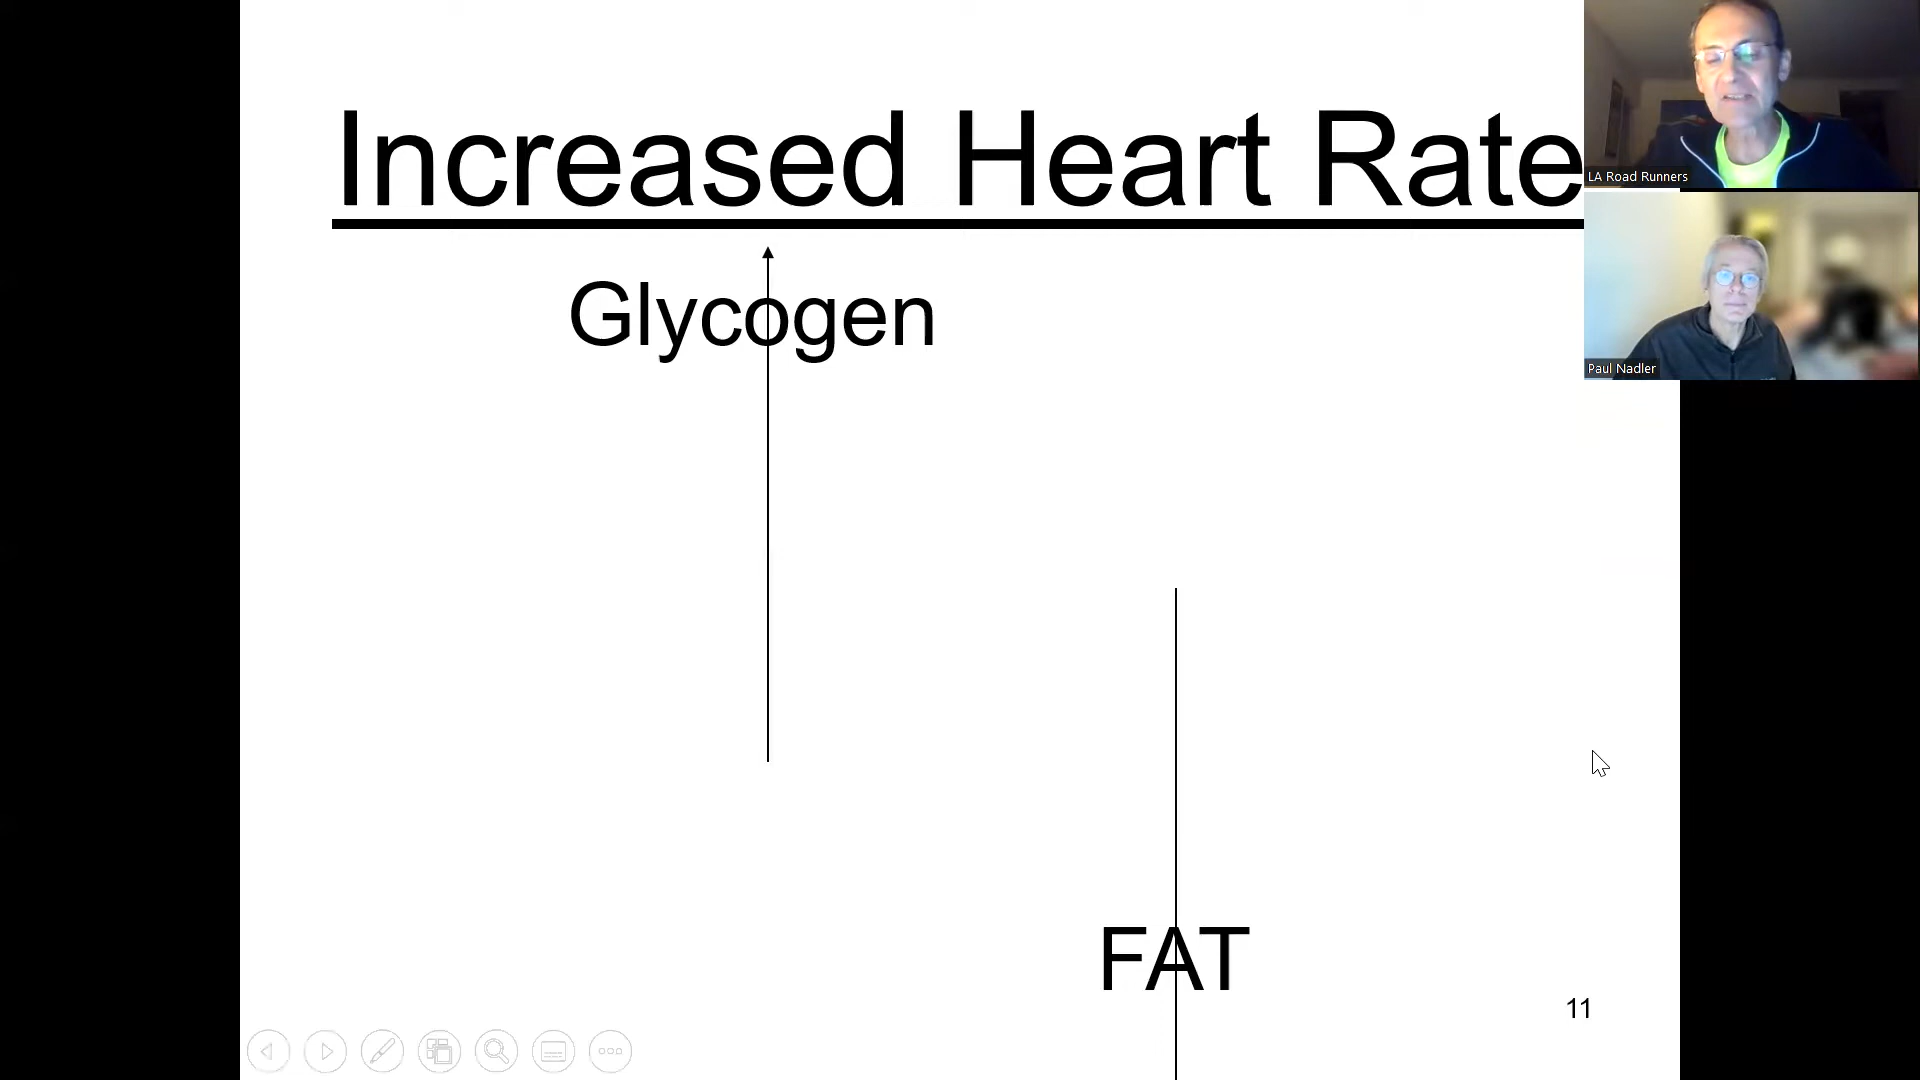 Increased Heart Rate
LA Road Runners
Glycogen
Paul Nadler
FAT
11